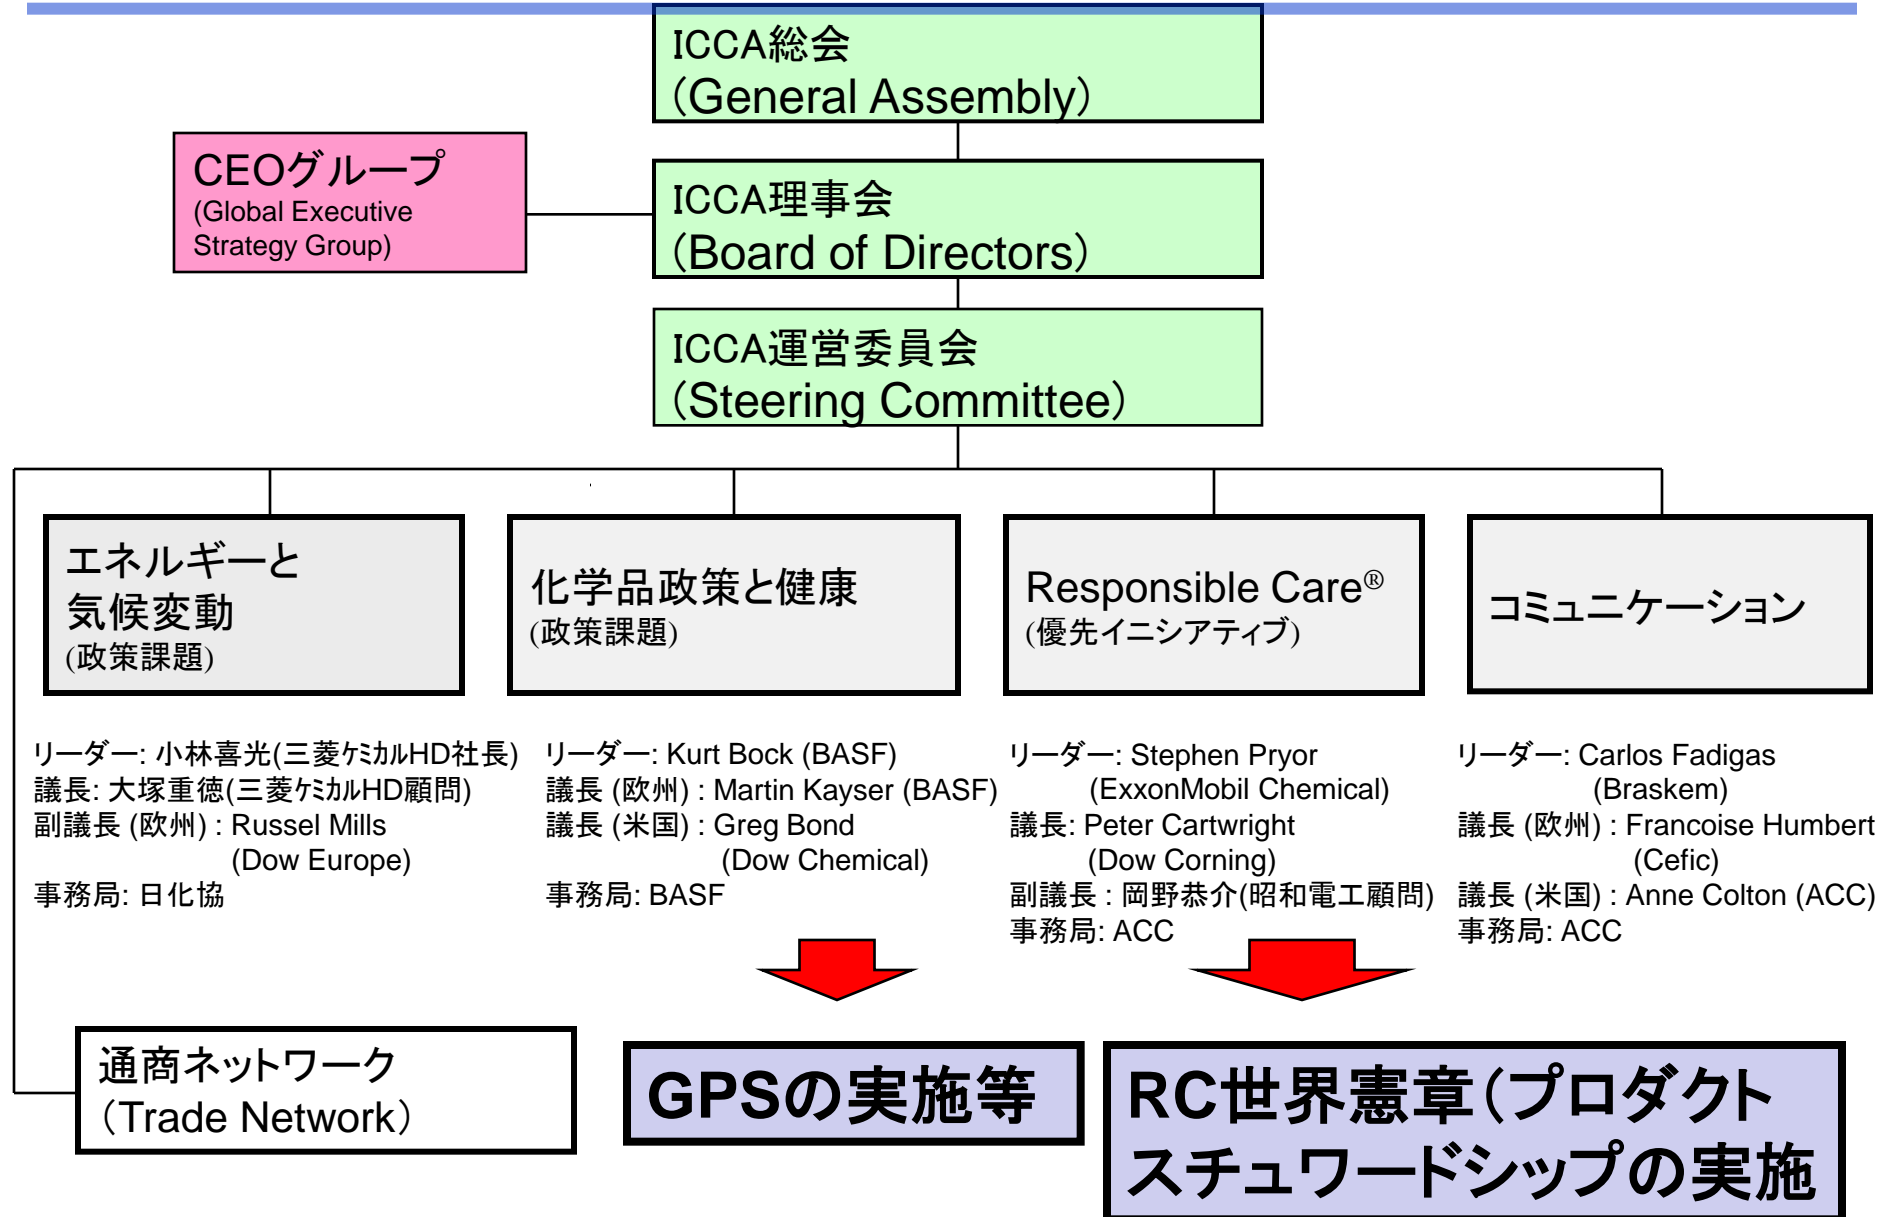 ICCA総会
(General Assembly)
CEOグループ
(Global Executive
Strategy Group)
ICCA理事会
(Board of Directors)
ICCA運営委員会
(Steering Committee)
エネルギーと
気候変動
(政策課題)
化学品政策と健康
(政策課題)
Responsible Care®
(優先イニシアティブ)
コミュニケーション
リーダー: 小林喜光(三菱ｹﾐｶﾙHD社長)
議長: 大塚重徳(三菱ｹﾐｶﾙHD顧問)
副議長 (欧州) : Russel Mills
(Dow Europe)
事務局: 日化協
リーダー: Kurt Bock (BASF)
議長 (欧州) : Martin Kayser (BASF)
議長 (米国) : Greg Bond
(Dow Chemical)
事務局: BASF
リーダー: Stephen Pryor
(ExxonMobil Chemical)
議長: Peter Cartwright
(Dow Corning)
副議長 : 岡野恭介(昭和電工顧問)
事務局: ACC
リーダー: Carlos Fadigas
(Braskem)
議長 (欧州) : Francoise Humbert
(Cefic)
議長 (米国) : Anne Colton (ACC)
事務局: ACC
通商ネットワーク
(Trade Network)
GPSの実施等
RC世界憲章(プロダクト
スチュワードシップの実施